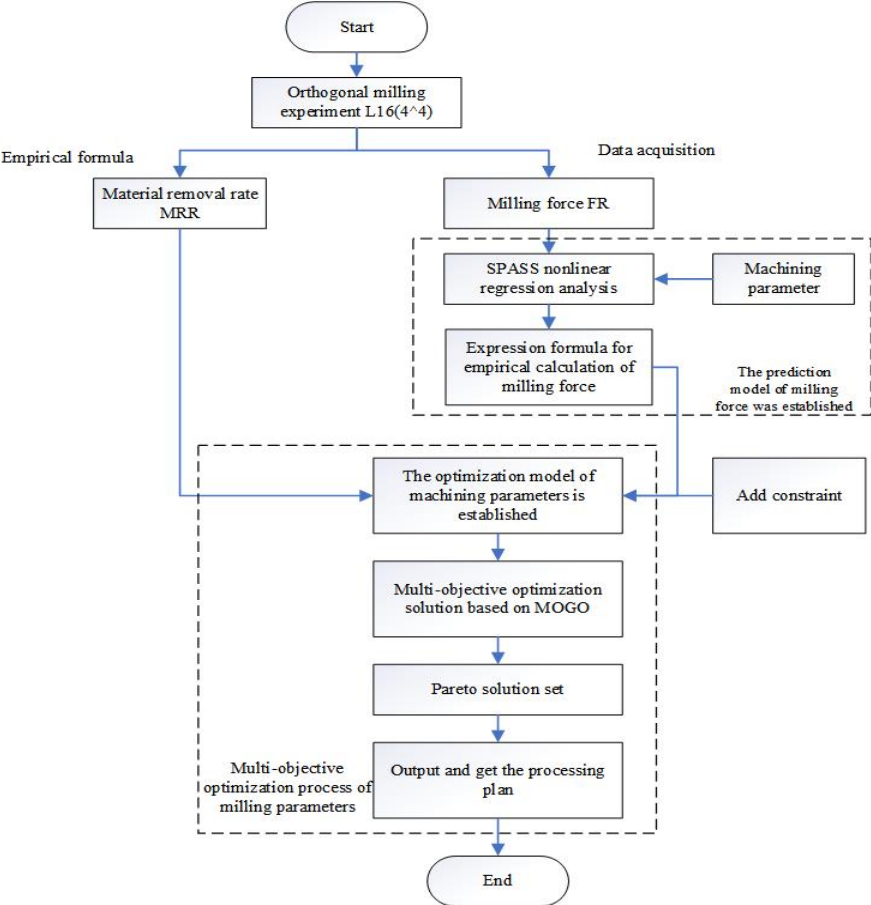 Start
Orthogonal milling
experiment L16(4^4)
Empirical formula
Data acquisition
Material removal rate
MRR
Milling force FR
SPASS nonlinear
regression analysis
Machining
parameter
Expression formula for
empirical calculation of
milling force
The prediction
model of milling
force was established
The optimization model of
machining parameters is
established
Add constraint
Multi-objective optimization
solution based on MOGO
Pareto solution set
Output and get the processing
plan
Multi-objective
optimization process of
milling parameters
End